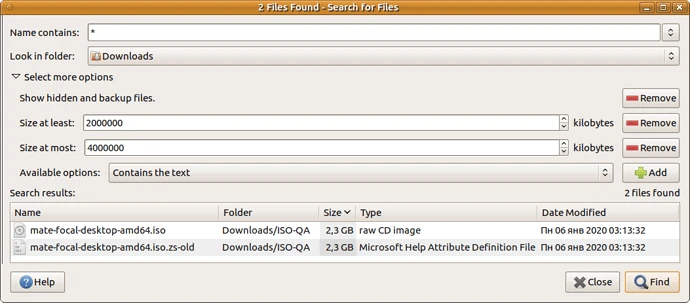 2 Files Found - Search for Files
Name contains: *
Look in folder: Downloads
Select more options
Show hidden and backup files. Remove
Size at least: 2000000 kilobytes Remove
Size at most: 4000000 kilobytes Remove
Available options: Contains the text Add
Search results: 2 files found
Name Folder Size Type Date Modified
mate-focal-desktop-amd64.iso Downloads/ISO-QA 2,3 GB raw CD image Пн 06 янв 2020 03:13:32
mate-focal-desktop-amd64.iso.zs-old Downloads/ISO-QA 2,3 GB Microsoft Help Attribute Definition File Пн 06 янв 2020 03:13:32
Help Close Find